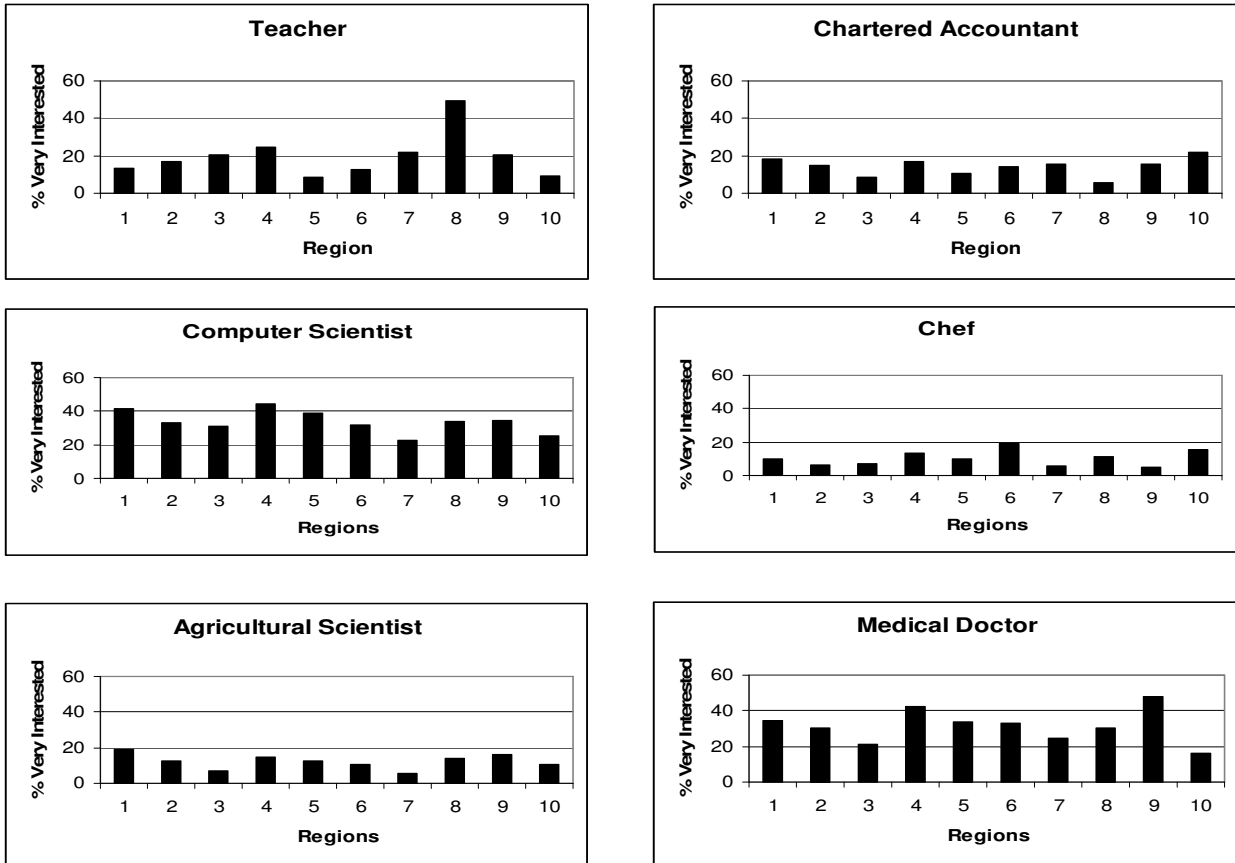 Teacher
% Very Interested
60
40
20
0
1 2 3 4 5 6 7 8 9 10
Region
Chartered Accountant
% Very Interested
60
40
20
0
1 2 3 4 5 6 7 8 9 10
Region
Computer Scientist
% Very Interested
60
40
20
0
1 2 3 4 5 6 7 8 9 10
Regions
Chef
% Very Interested
60
40
20
0
1 2 3 4 5 6 7 8 9 10
Regions
Agricultural Scientist
% Very Interested
60
40
20
0
1 2 3 4 5 6 7 8 9 10
Regions
Medical Doctor
% Very Interested
60
40
20
0
1 2 3 4 5 6 7 8 9 10
Regions